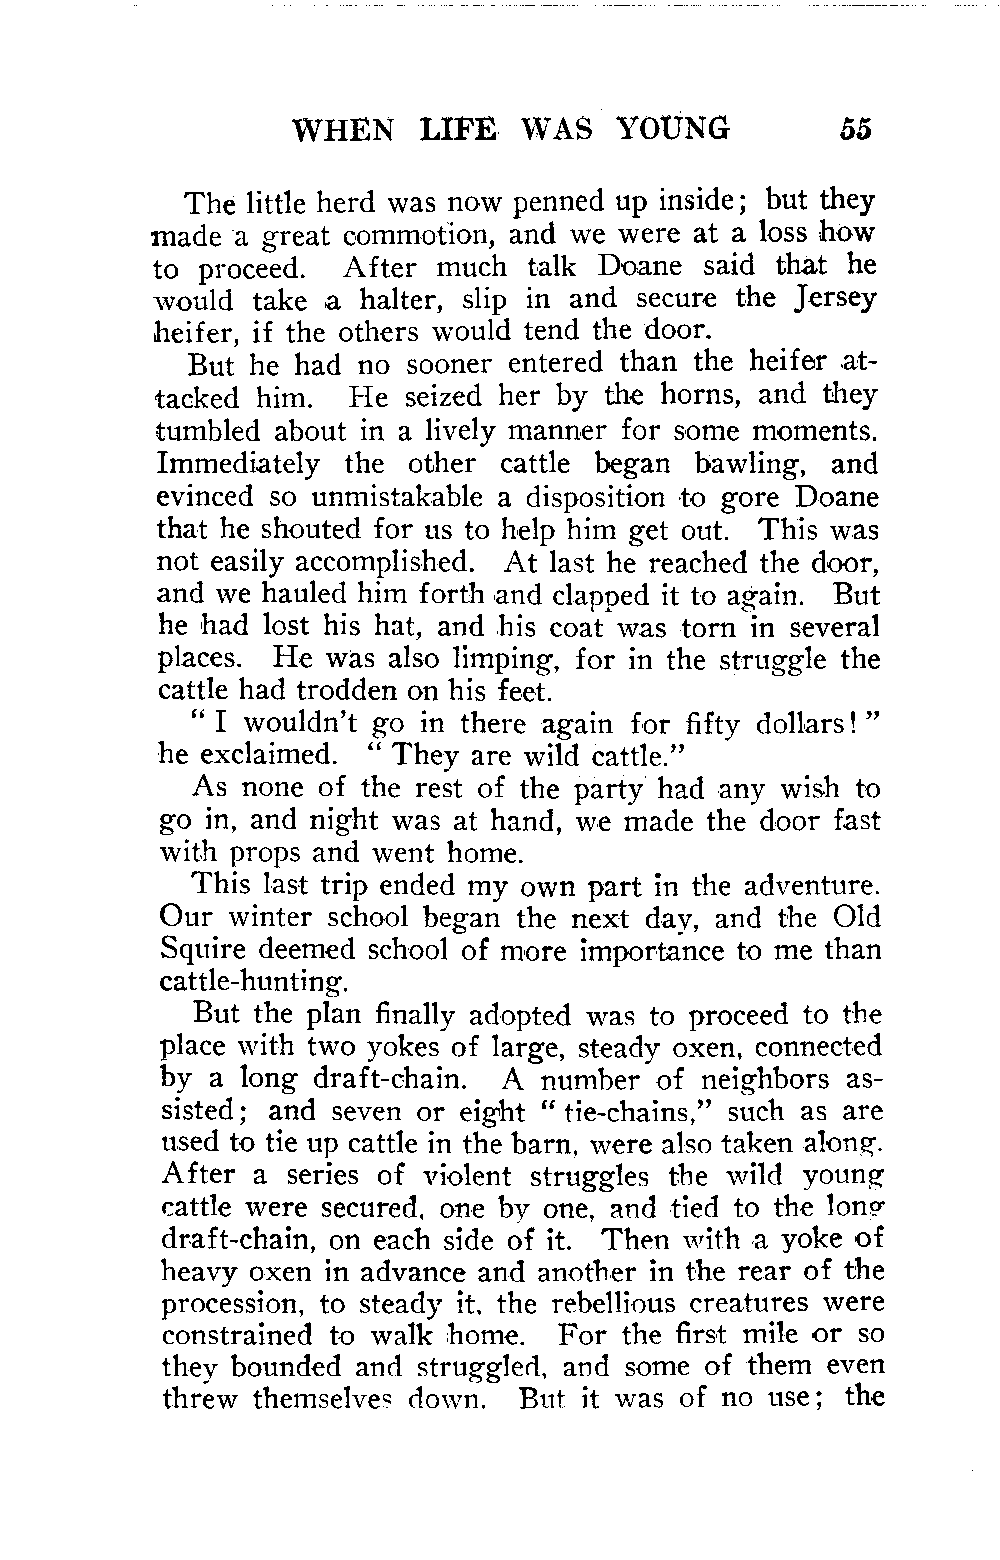 WHEN LIFE WAS YOUNG 55
The little herd was now penned up inside; but they
made a great commotion, and we were at a loss how
to proceed. After much talk Doane said that he
would take a halter, slip in and secure the Jersey
heifer, if the others would tend the door.
But he had no sooner entered than the heifer at-
tacked him. He seized her by the horns, and they
tumbled about in a lively manner for some moments.
Immediately the other cattle began bawling, and
evinced so unmistakable a disposition to gore Doane
that he shouted for us to help him get out. This was
not easily accomplished. At last he reached the door,
and we hauled him forth and clapped it to again. But
he had lost his hat, and his coat was torn in several
places. He was also limping, for in the struggle the
cattle had trodden on his feet.
“ I wouldn’t go in there again for fifty dollars! ”
he exclaimed. “ They are wild cattle.”
As none of the rest of the party had any wish to
go in, and night was at hand, we made the door fast
with props and went home.
This last trip ended my own part in the adventure.
Our winter school began the next day, and the Old
Squire deemed school of more importance to me than
cattle-hunting.
But the plan finally adopted was to proceed to the
place with two yokes of large, steady oxen, connected
by a long draft-chain. A number of neighbors as-
sisted; and seven or eight “ tie-chains,” such as are
used to tie up cattle in the barn, were also taken along.
After a series of violent struggles the wild young
cattle were secured, one by one, and tied to the long
draft-chain, on each side of it. Then with a yoke of
heavy oxen in advance and another in the rear of the
procession, to steady it, the rebellious creatures were
constrained to walk home. For the first mile or so
they bounded and struggled, and some of them even
threw themselves down. But it was of no use; the